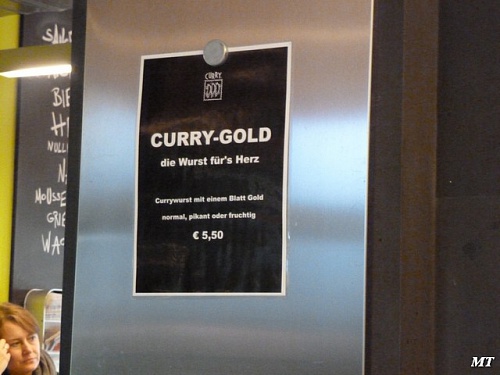 CURRY
CURRY-GOLD
die Wurst für's Herz
Currywurst mit einem Blatt Gold
normal, pikant oder fruchtig
€ 5,50
MOUSSE
MT